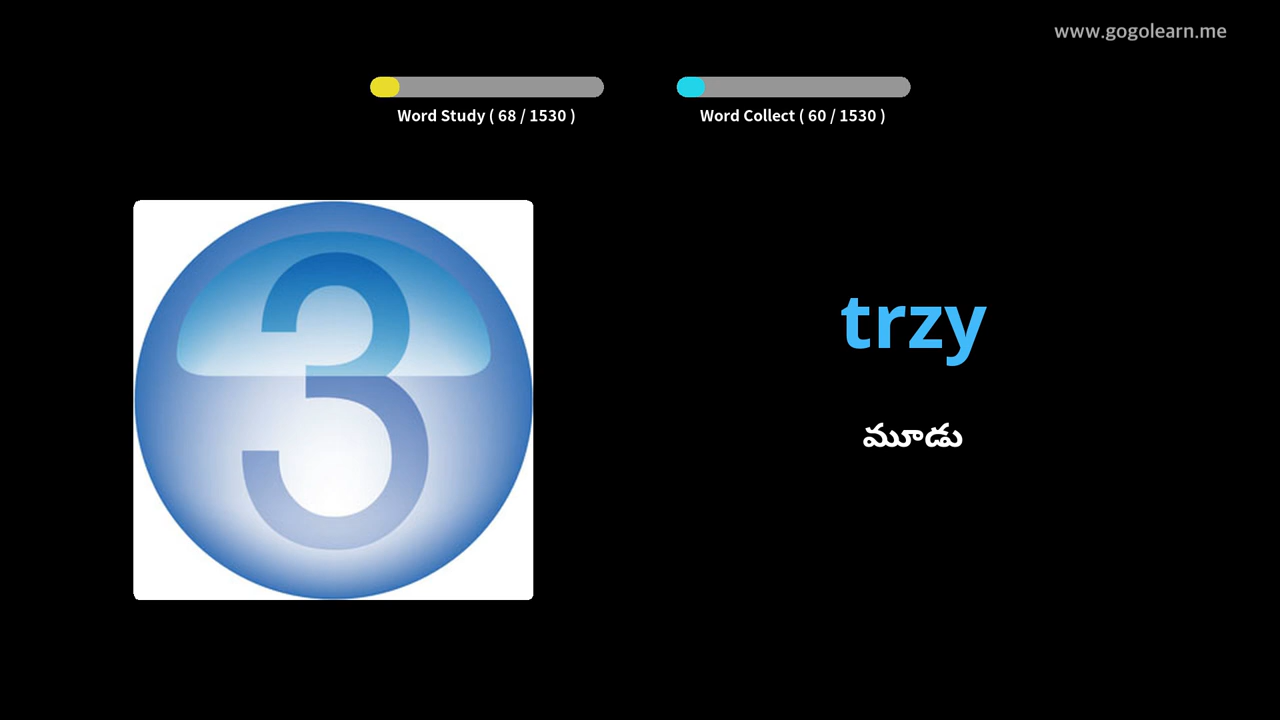 www.gogolearn.me
Word Study ( 68 / 1530 )
Word Collect ( 60 / 1530 )
3
trzy
మూడు